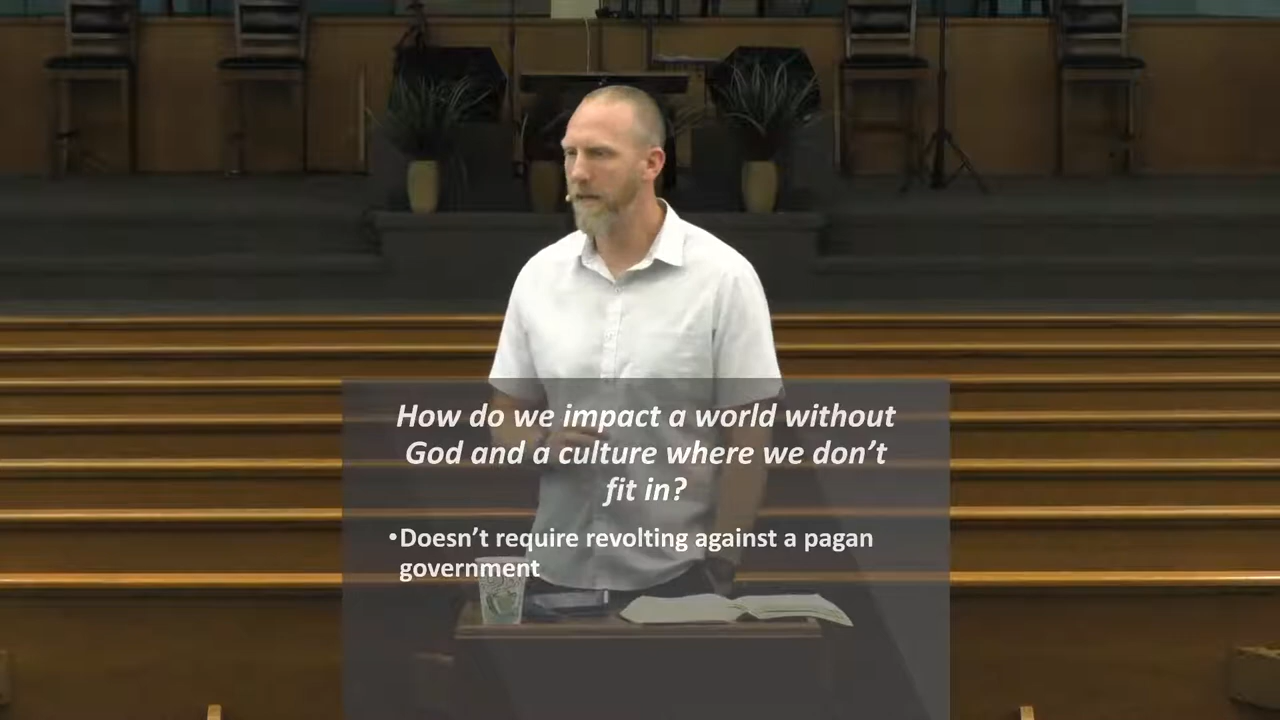 How do we impact a world without
God and a culture where we don’t
fit in?
•Doesn’t require revolting against a pagan
government